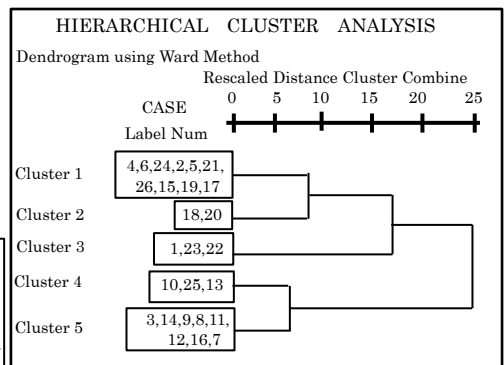 HIERARCHICAL CLUSTER ANALYSIS
Dendrogram using Ward Method
Rescaled Distance Cluster Combine
CASE 0 5 10 15 20 25
Label Num
Cluster 1 4,6,24,2,5,21,
26,15,19,17
Cluster 2 18,20
Cluster 3 1,23,22
Cluster 4 10,25,13
Cluster 5 3,14,9,8,11,
12,16,7